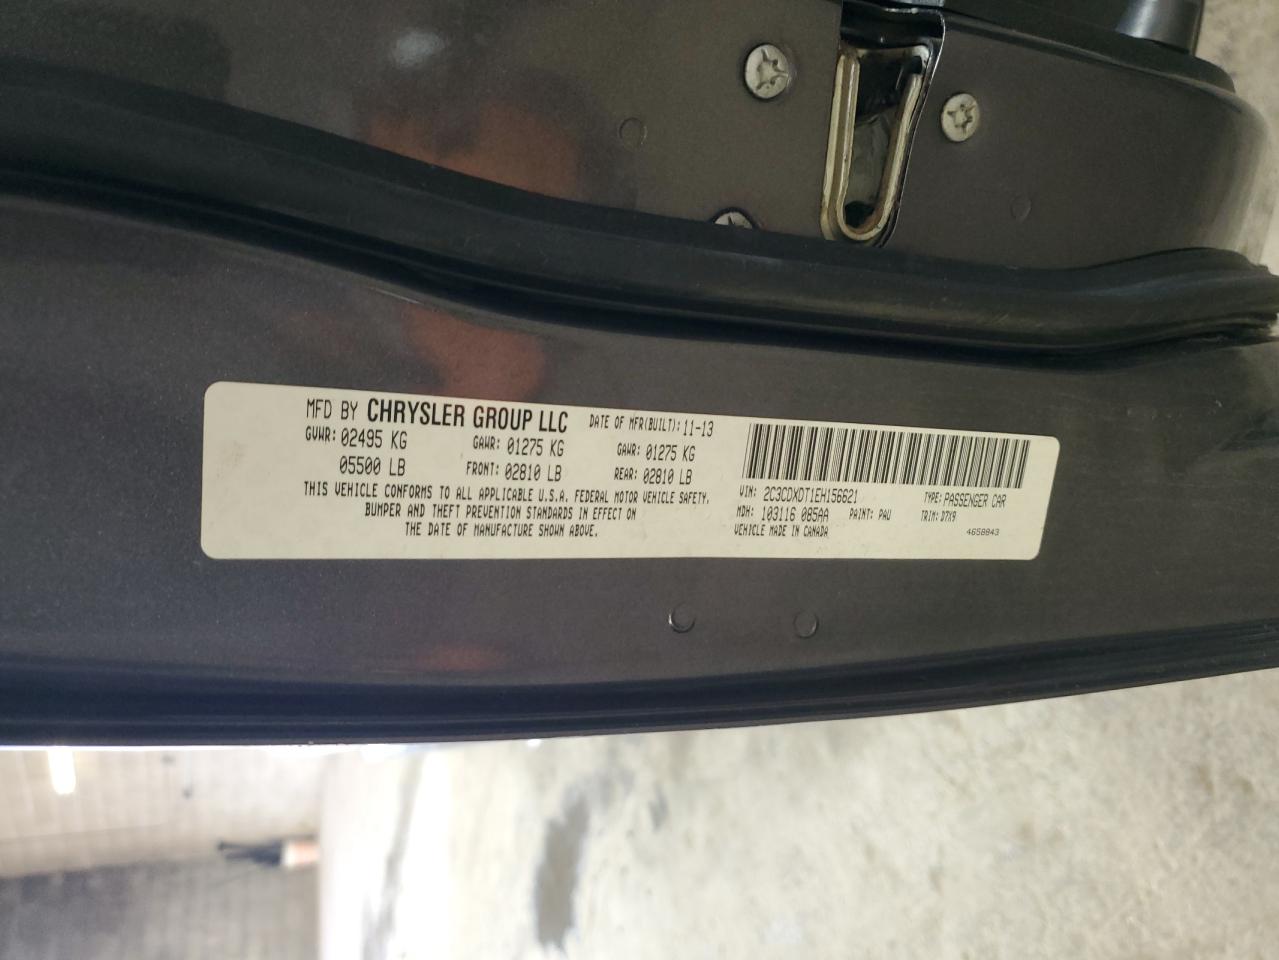 MFD BY CHRYSLER GROUP LLC DATE OF MFR(BUILT): 11-13
GVWR: 02495 KG GAWR: 01275 KG GAWR: 01275 KG
05500 LB FRONT: 02810 LB REAR: 02810 LB
THIS VEHICLE CONFORMS TO ALL APPLICABLE U.S.A. FEDERAL MOTOR VEHICLE SAFETY,
BUMPER AND THEFT PREVENTION STANDARDS IN EFFECT ON
THE DATE OF MANUFACTURE SHOWN ABOVE.
VIN: 2C3CDXDT1EH156621 TYPE: PASSENGER CAR
MDH: 103116 085AA PAINT: PAU TRIM: D7X9
VEHICLE MADE IN CANADA 4658843